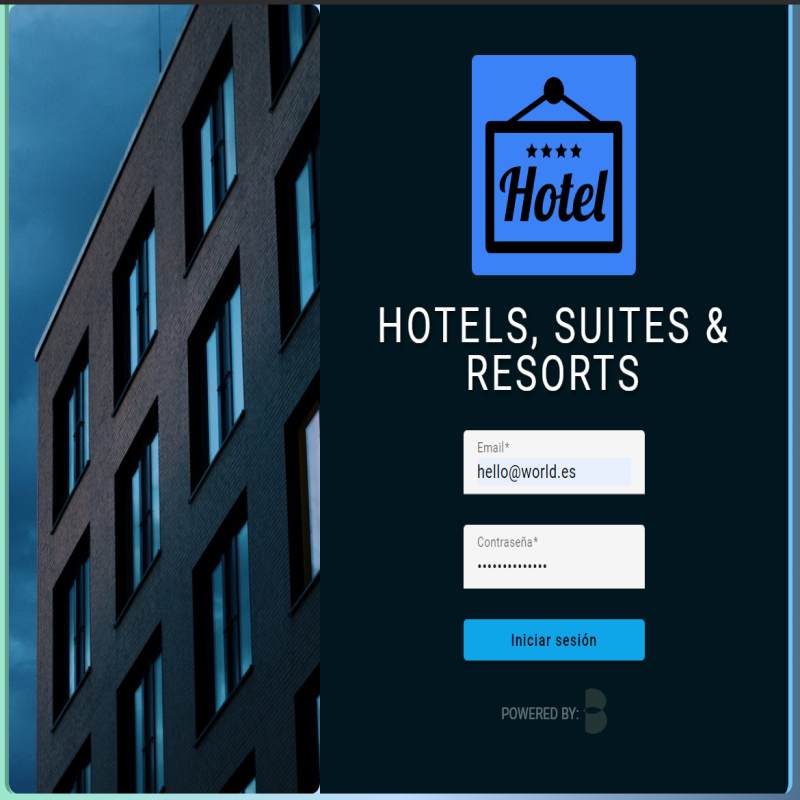 Hotel
HOTELS, SUITES &
RESORTS
Email*
hello@world.es
Contraseña*
Iniciar sesión
POWERED BY: